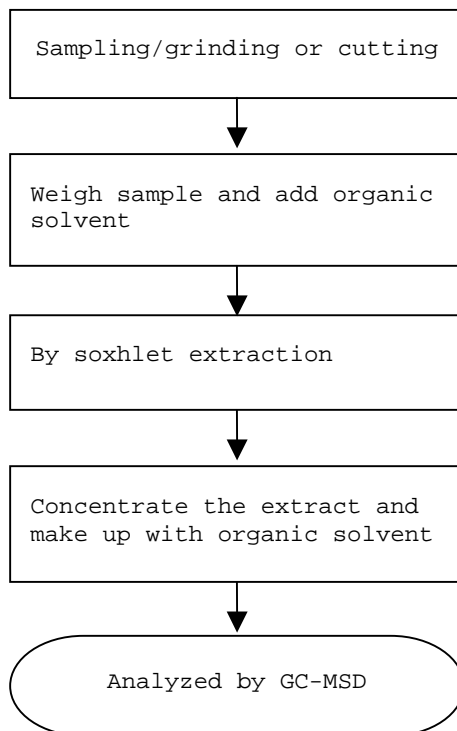 Sampling/grinding or cutting
Weigh sample and add organic
solvent
By soxhlet extraction
Concentrate the extract and
make up with organic solvent
Analyzed by GC-MSD